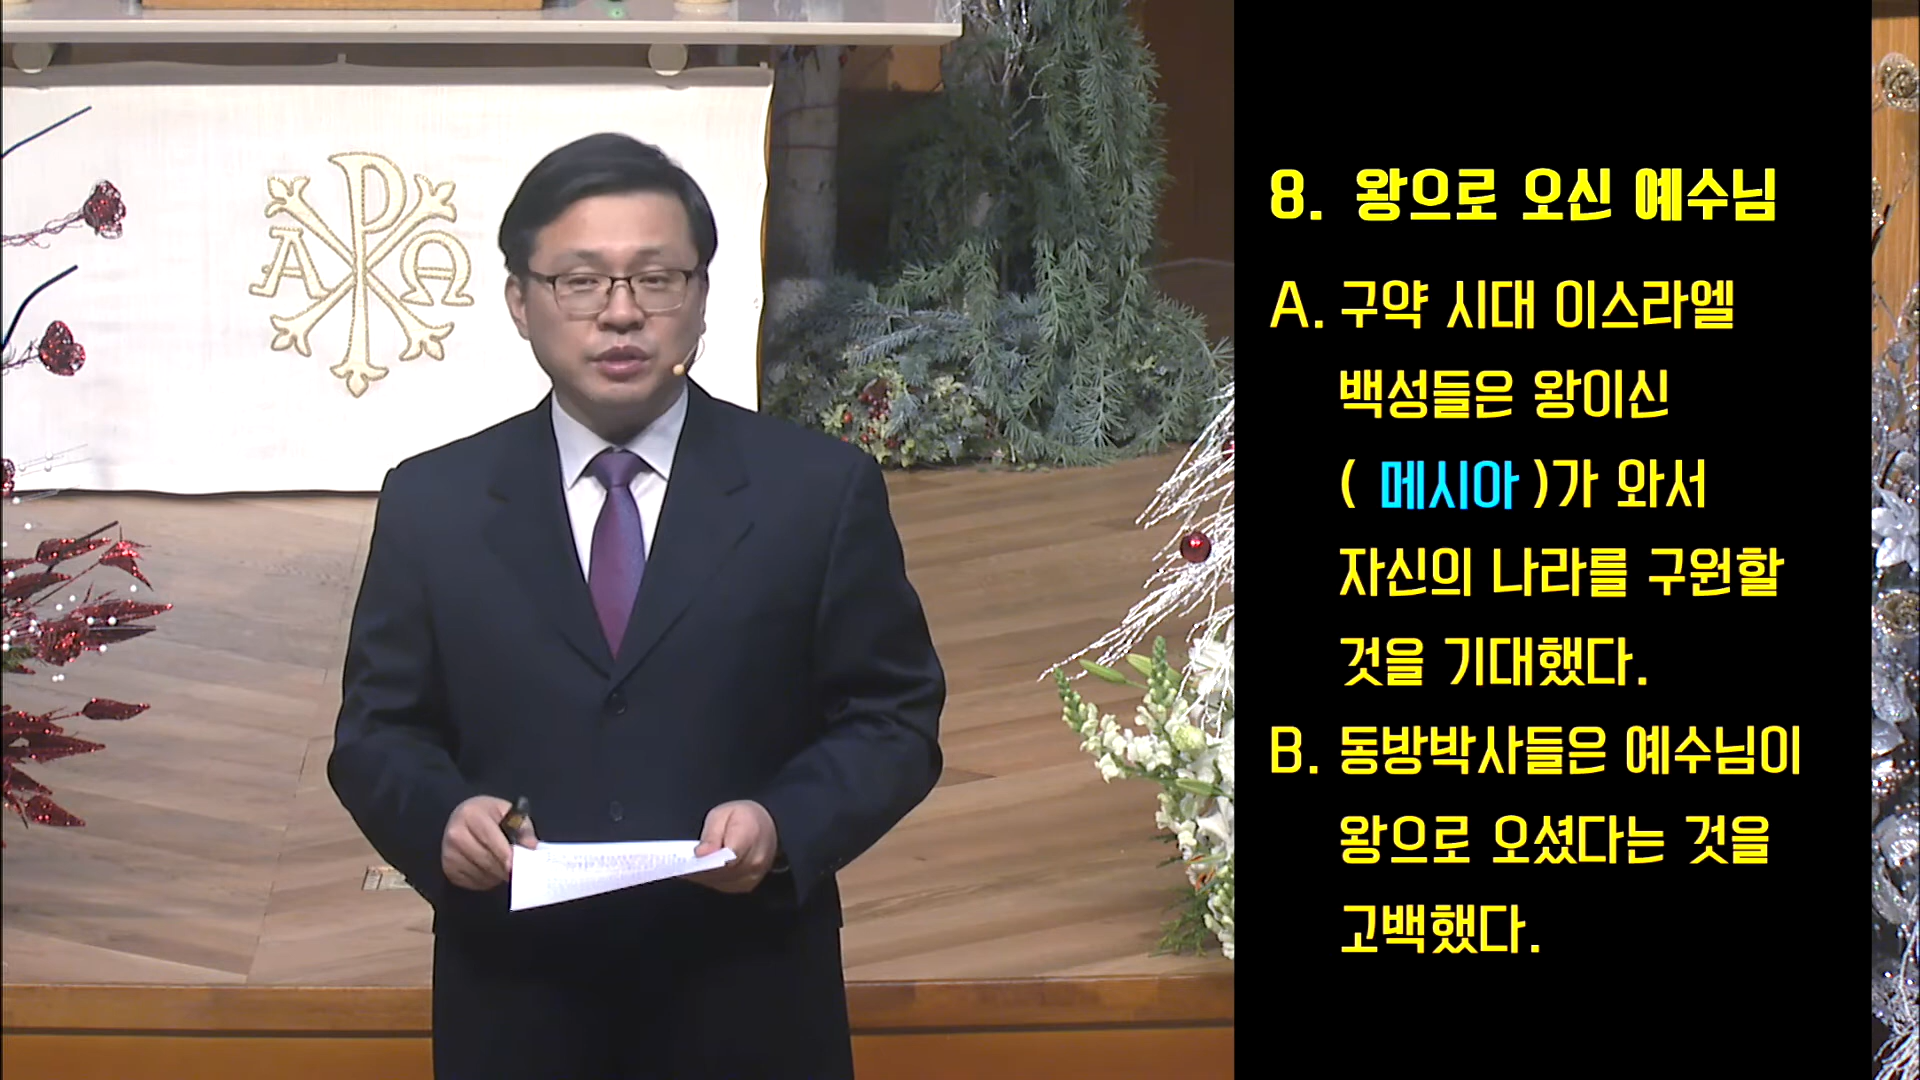 Α Ω
8. 왕으로 오신 예수님
A. 구약 시대 이스라엘
백성들은 왕이신
( 메시아 )가 와서
자신의 나라를 구원할
것을 기대했다.
B. 동방박사들은 예수님이
왕으로 오셨다는 것을
고백했다.